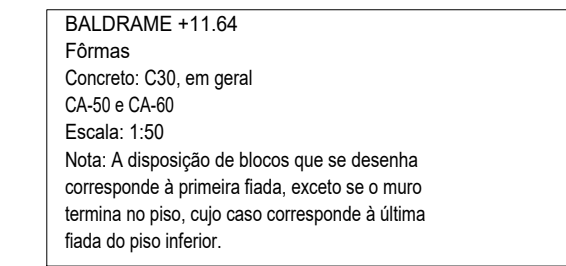 BALDRAME +11.64
Fôrmas
Concreto: C30, em geral
CA-50 e CA-60
Escala: 1:50
Nota: A disposição de blocos que se desenha
corresponde à primeira fiada, exceto se o muro
termina no piso, cujo caso corresponde à última
fiada do piso inferior.